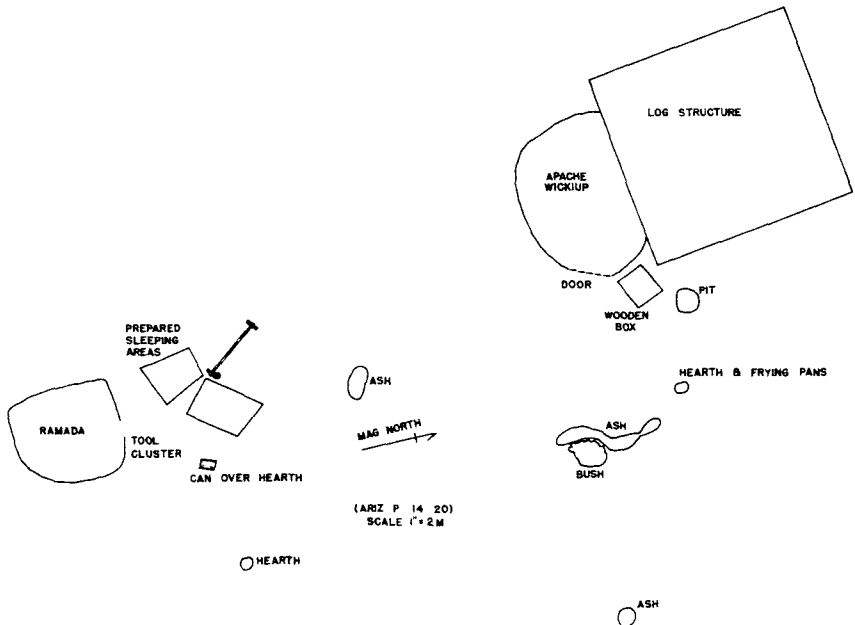 LOG STRUCTURE
APACHE
WICKIUP
DOOR
WOODEN
BOX
PIT
PREPARED
SLEEPING
AREAS
ASH
HEARTH & FRYING PANS
RAMADA
TOOL
CLUSTER
MAG NORTH
ASH
BUSH
CAN OVER HEARTH
(ARIZ P 14 20)
SCALE 1"=2M
HEARTH
ASH